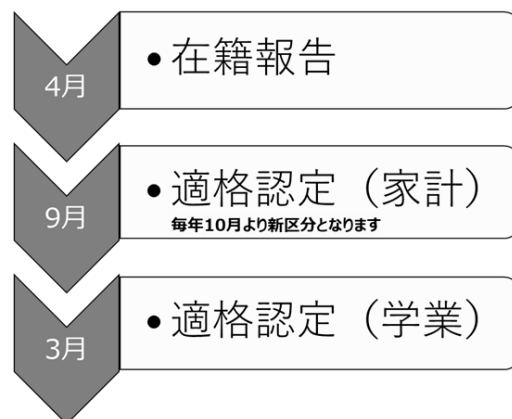 4月
• 在籍報告
9月
• 適格認定（家計）
毎年10月より新区分となります
3月
• 適格認定（学業）